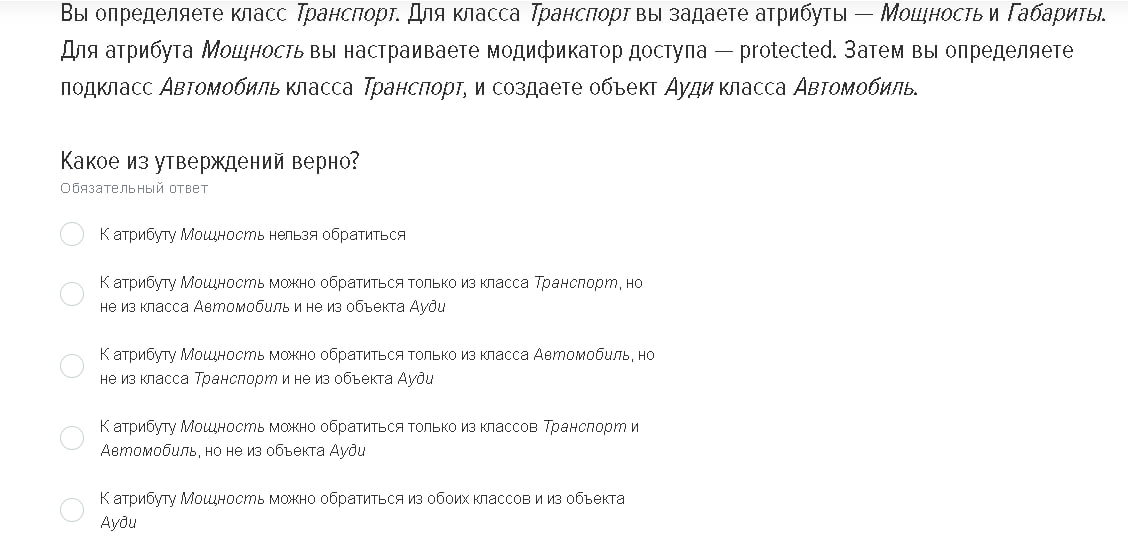 Вы определяете класс Транспорт. Для класса Транспорт вы задаете атрибуты — Мощность и Габариты.
Для атрибута Мощность вы настраиваете модификатор доступа — protected. Затем вы определяете
подкласс Автомобиль класса Транспорт, и создаете объект Ауди класса Автомобиль.
Какое из утверждений верно?
Обязательный ответ
К атрибуту Мощность нельзя обратиться
К атрибуту Мощность можно обратиться только из класса Транспорт, но
не из класса Автомобиль и не из объекта Ауди
К атрибуту Мощность можно обратиться только из класса Автомобиль, но
не из класса Транспорт и не из объекта Ауди
К атрибуту Мощность можно обратиться только из классов Транспорт и
Автомобиль, но не из объекта Ауди
К атрибуту Мощность можно обратиться из обоих классов и из объекта
Ауди